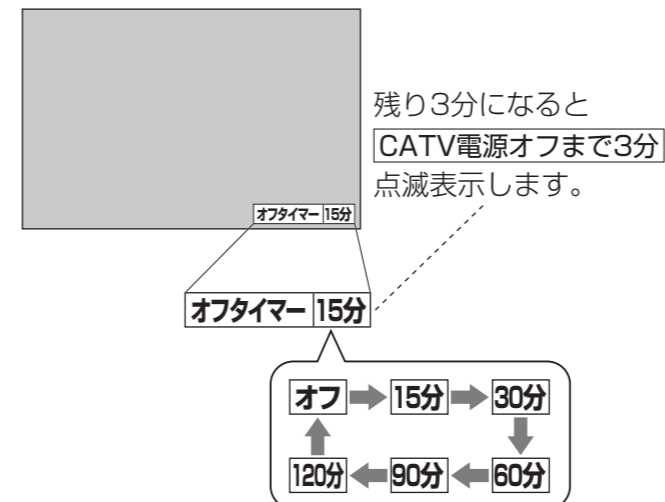 残り3分になると
CATV電源オフまで3分
点滅表示します。
オフタイマー 15分
オフタイマー 15分
オフ 15分 30分
120分 90分 60分